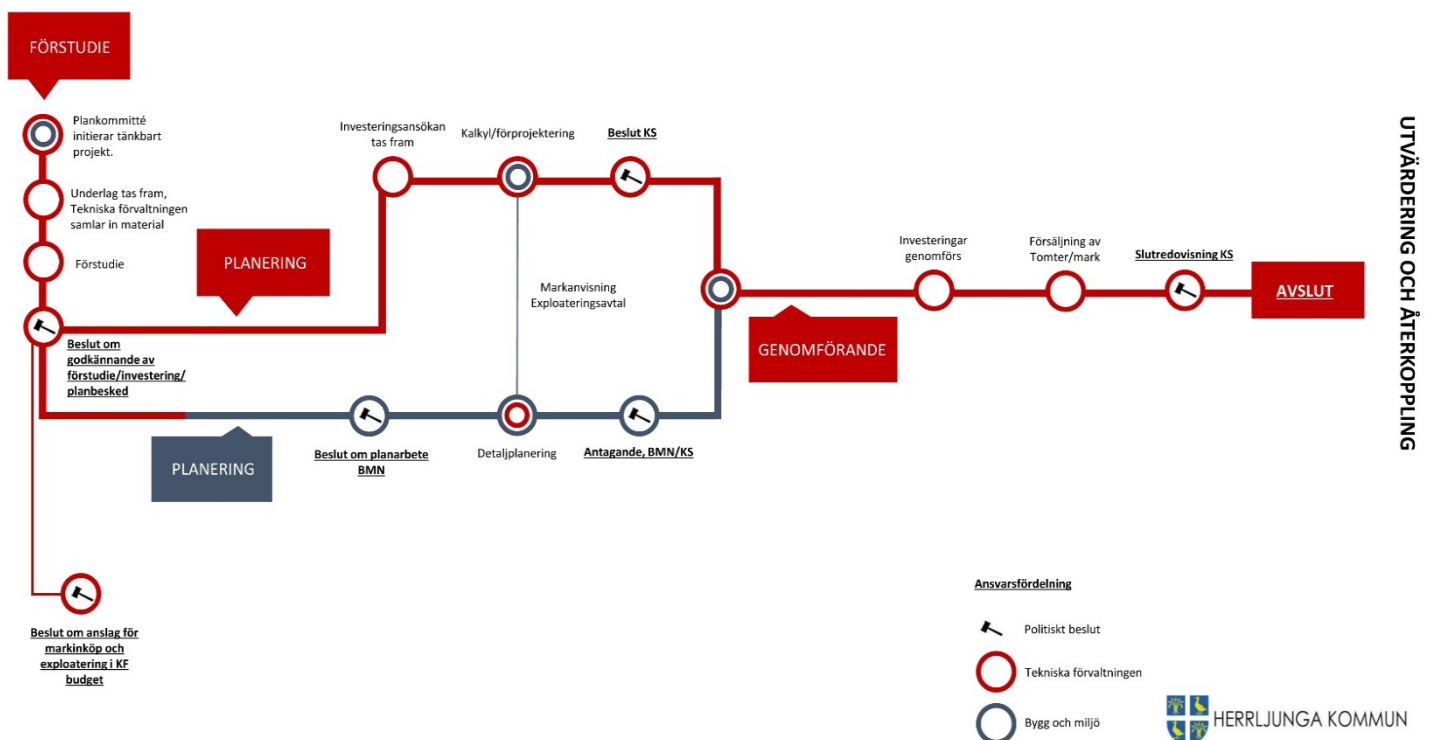 FÖRSTUDIE
Plankommitté
initierar tänkbart
projekt.
Underlag tas fram,
Tekniska förvaltningen
samlar in material
Förstudie
Beslut om
godkännande av
förstudie/investering/
planbesked
PLANERING
Investeringsansökan
tas fram
Kalkyl/förprojektering
Beslut KS
Markanvisning
Exploateringsavtal
PLANERING
Beslut om planarbete
BMN
Detaljplanering
Antagande, BMN/KS
GENOMFÖRANDE
Investeringar
genomförs
Försäljning av
Tomter/mark
Slutredovisning KS
AVSLUT
UTVÄRDERING OCH ÅTERKOPPLING
Beslut om anslag för
markinköp och
exploatering i KF
budget
Ansvarsfördelning
Politiskt beslut
Tekniska förvaltningen
Bygg och miljö
HERRLJUNGA KOMMUN